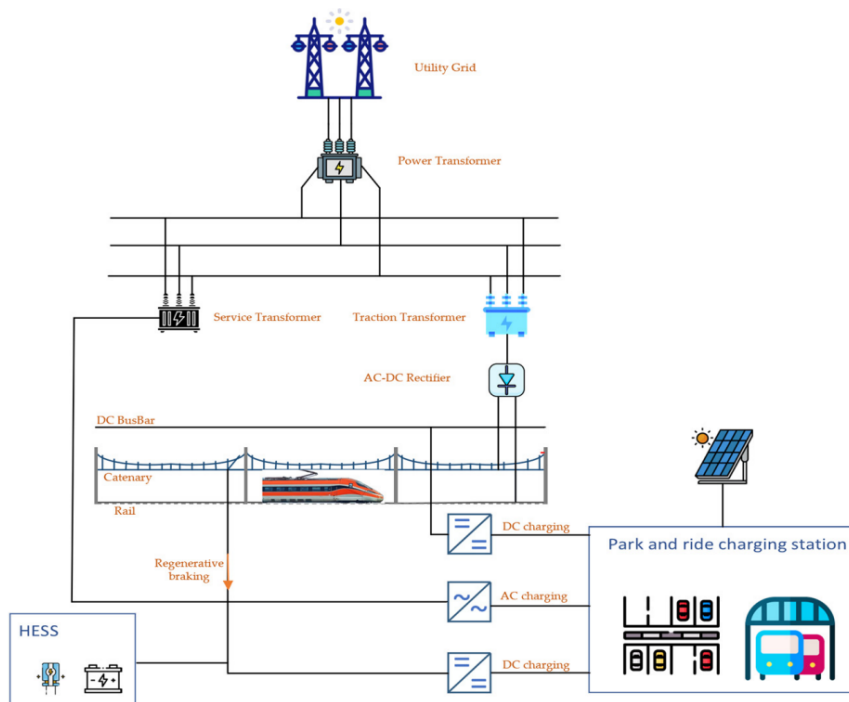 Utility Grid
Power Transformer
Service Transformer
Traction Transformer
AC-DC Rectifier
DC BusBar
Catenary
Rail
DC charging
Park and ride charging station
Regenerative
braking
AC charging
HESS
DC charging